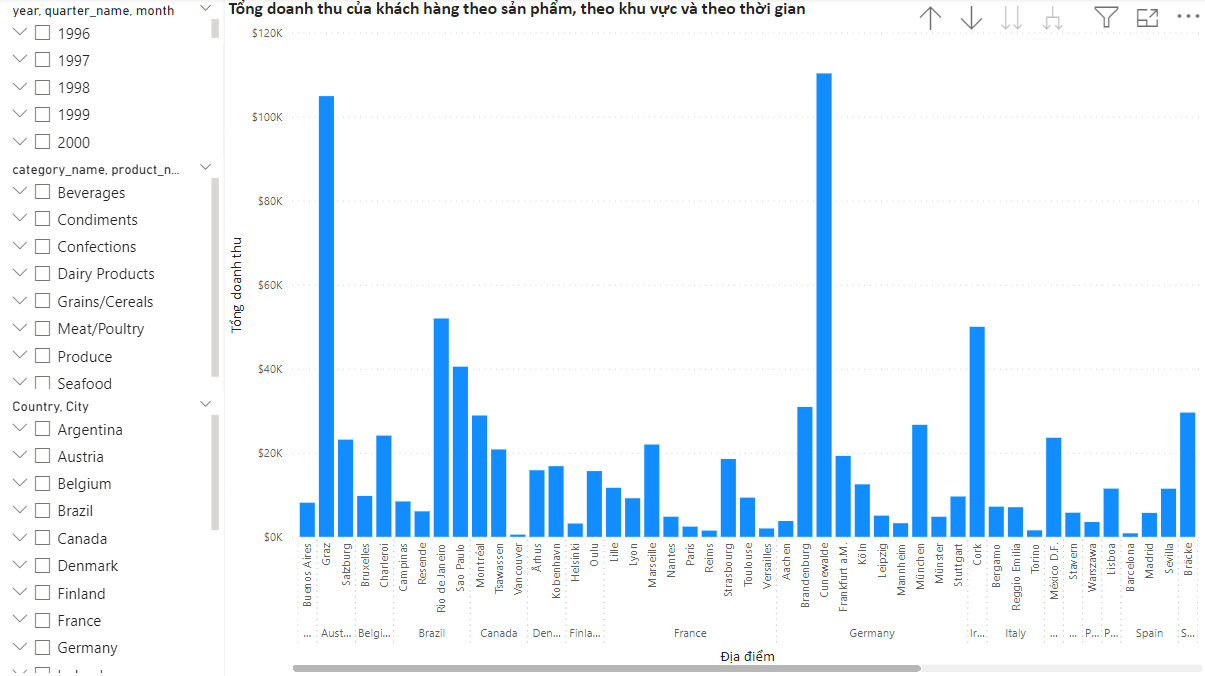 year, quarter_name, month
1996
1997
1998
1999
2000
category_name, product_n...
Beverages
Condiments
Confections
Dairy Products
Grains/Cereals
Meat/Poultry
Produce
Seafood
Country, City
Argentina
Austria
Belgium
Brazil
Canada
Denmark
Finland
France
Germany
Tổng doanh thu của khách hàng theo sản phẩm, theo khu vực và theo thời gian
$120K
$100K
$80K
$60K
$40K
$20K
$0K
Tổng doanh thu
Buenos Aires
Graz
Salzburg
Bruxelles
Charleroi
Campinas
Resende
Rio de Janeiro
Sao Paulo
Montréal
Tsawassen
Vancouver
Århus
Kobenhavn
Helsinki
Oulu
Lille
Lyon
Marseille
Nantes
Paris
Reims
Strasbourg
Toulouse
Versailles
Aachen
Brandenburg
Cunewalde
Frankfurt a.M.
Köln
Leipzig
Mannheim
München
Münster
Stuttgart
Cork
Bergamo
Reggio Emilia
Torino
México D.F.
Stavern
Warszawa
Lisboa
Barcelona
Madrid
Sevilla
Bräcke
... Aust... Belgi... Brazil Canada Den... Finla... France Germany Ir... Italy ... ... P... P... Spain S...
Địa điểm